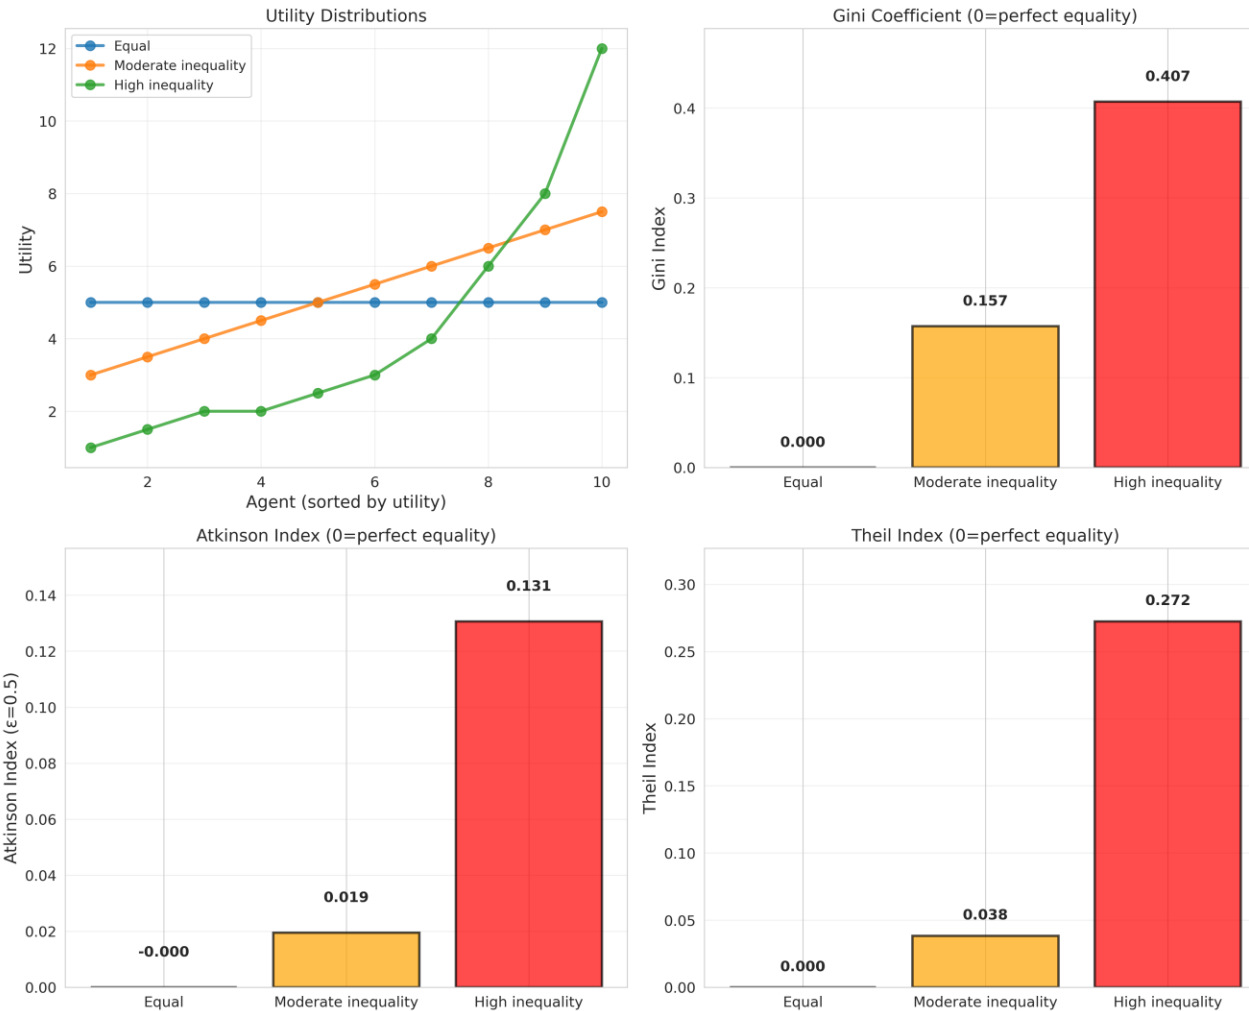 Utility Distributions
Equal
Moderate inequality
High inequality
12
10
8
6
4
2
Utility
2 4 6 8 10
Agent (sorted by utility)
Gini Coefficient (0=perfect equality)
0.4
0.3
0.2
0.1
0.0
Gini Index
0.000
0.157
0.407
Equal Moderate inequality High inequality
Atkinson Index (0=perfect equality)
0.14
0.12
0.10
0.08
0.06
0.04
0.02
0.00
Atkinson Index (ε=0.5)
-0.000
0.019
0.131
Equal Moderate inequality High inequality
Theil Index (0=perfect equality)
0.30
0.25
0.20
0.15
0.10
0.05
0.00
Theil Index
0.000
0.038
0.272
Equal Moderate inequality High inequality